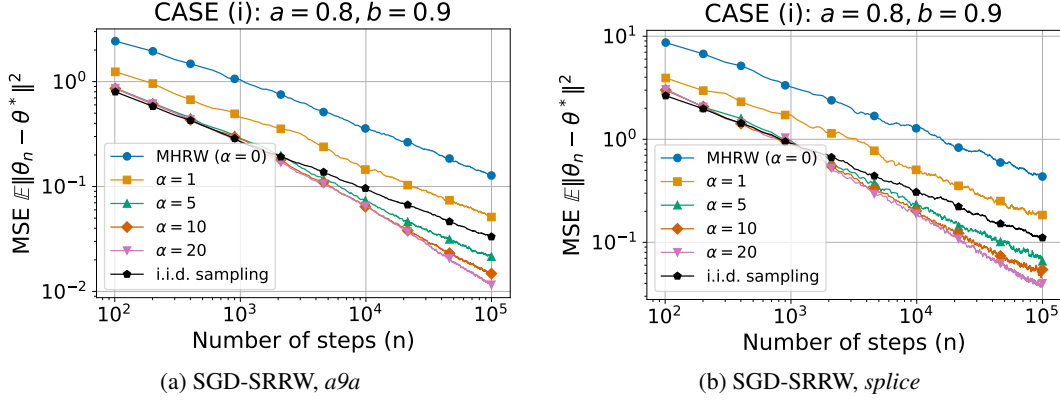 CASE (i): a = 0.8, b = 0.9
MSE 𝔼‖θₙ − θ*‖²
10⁰
10⁻¹
10⁻²
MHRW (α = 0)
α = 1
α = 5
α = 10
α = 20
i.i.d. sampling
10² 10³ 10⁴ 10⁵
Number of steps (n)
(a) SGD-SRRW, a9a
CASE (i): a = 0.8, b = 0.9
MSE 𝔼‖θₙ − θ*‖²
10¹
10⁰
10⁻¹
MHRW (α = 0)
α = 1
α = 5
α = 10
α = 20
i.i.d. sampling
10² 10³ 10⁴ 10⁵
Number of steps (n)
(b) SGD-SRRW, splice